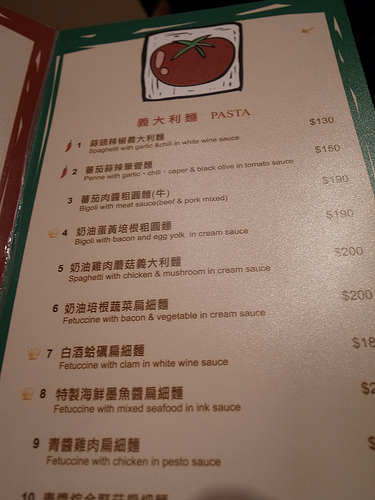 義大利麵 PASTA
1 蒜頭辣椒義大利麵 $130
Spaghetti with garlic &chili in white wine sauce
2 蕃茄蒜辣筆管麵 $150
Penne with garlic、chili、caper & black olive in tomato sauce
3 蕃茄肉醬粗圓麵(牛) $190
Bigoli with meat sauce(beef & pork mixed)
4 奶油蛋黃培根粗圓麵 $190
Bigoli with bacon and egg yolk in cream sauce
5 奶油雞肉蘑菇義大利麵 $200
Spaghetti with chicken & mushroom in cream sauce
6 奶油培根蔬菜扁細麵 $200
Fetuccine with bacon & vegetable in cream sauce
7 白酒蛤蠣扁細麵 $18
Fetuccine with clam in white wine sauce
8 特製海鮮墨魚醬扁細麵 $2
Fetuccine with mixed seafood in ink sauce
9 青醬雞肉扁細麵 $
Fetuccine with chicken in pesto sauce
10